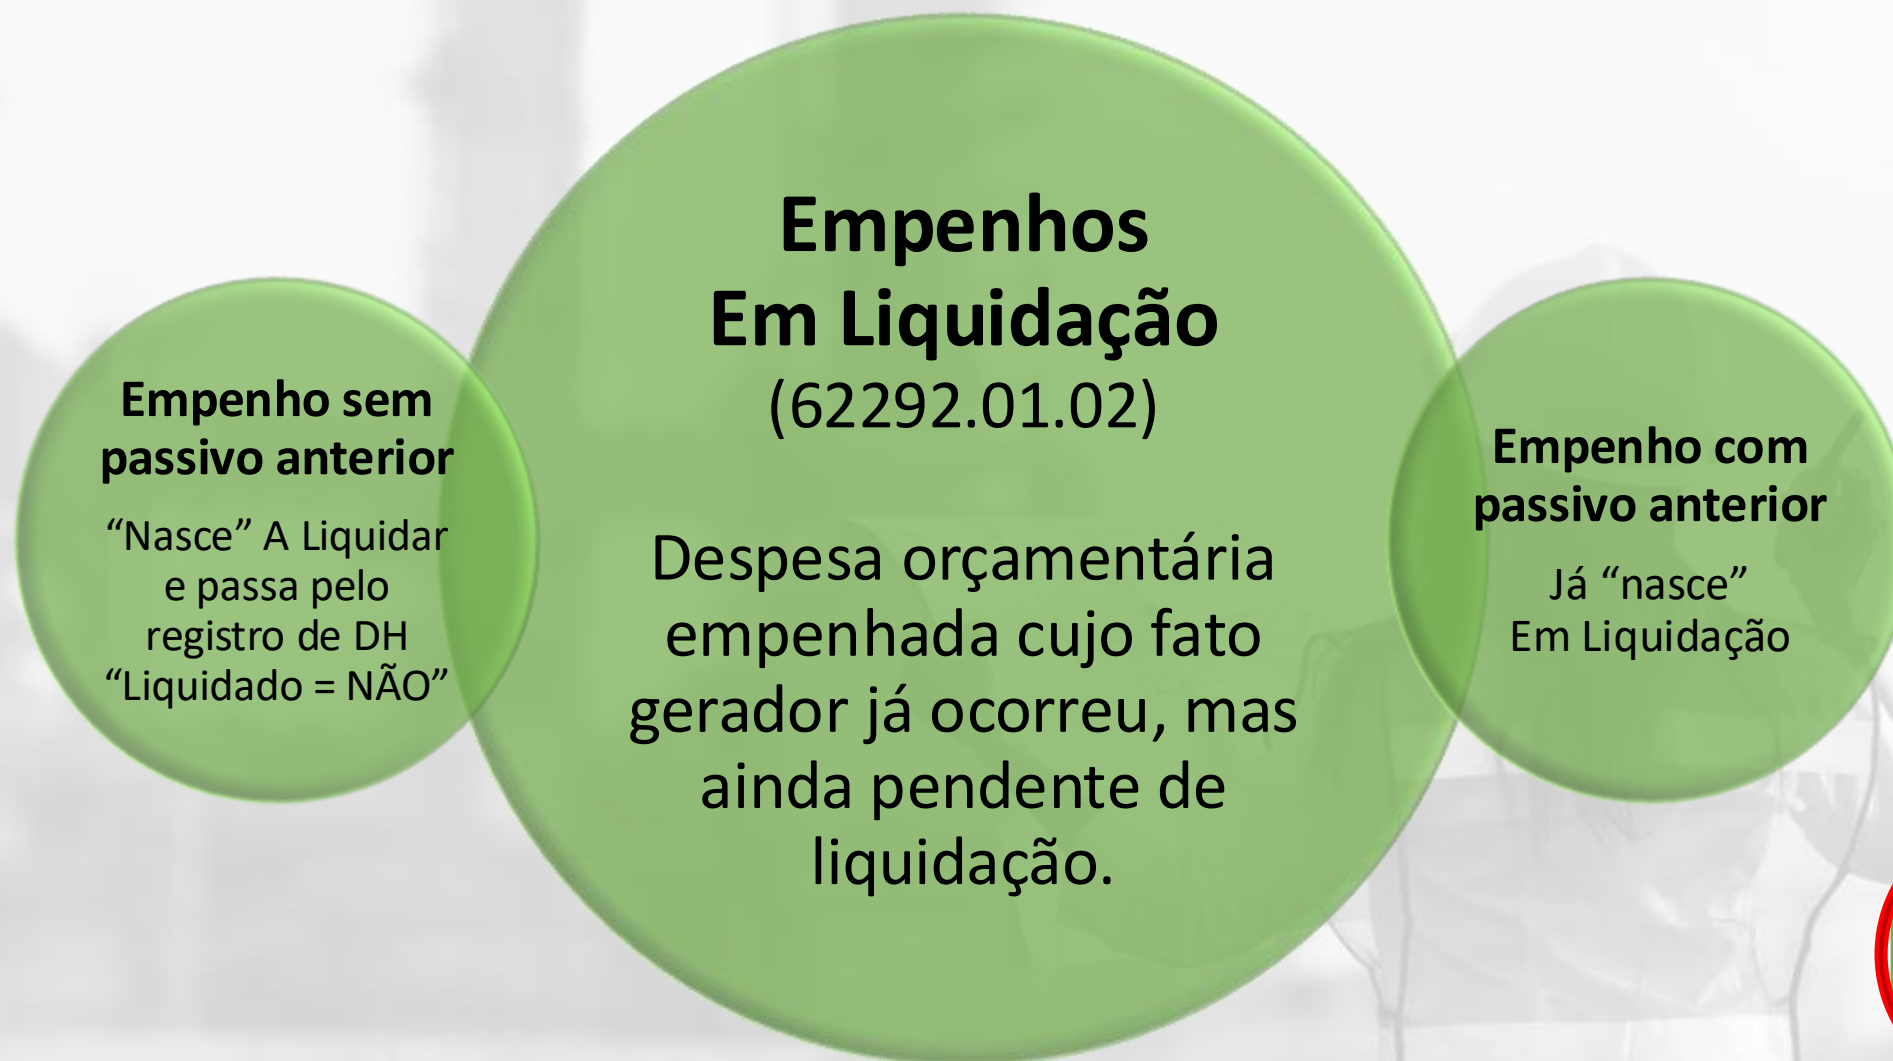 Empenho sem
passivo anterior
“Nasce” A Liquidar
e passa pelo
registro de DH
“Liquidado = NÃO”
Empenhos
Em Liquidação
(62292.01.02)
Despesa orçamentária
empenhada cujo fato
gerador já ocorreu, mas
ainda pendente de
liquidação.
Empenho com
passivo anterior
Já “nasce”
Em Liquidação